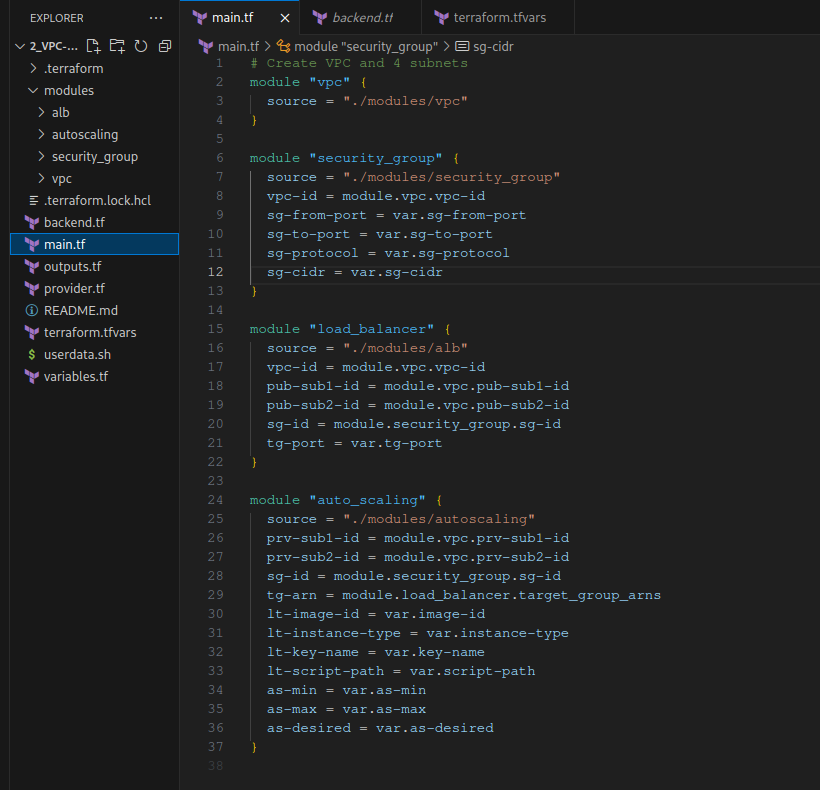 EXPLORER ...
main.tf
backend.tf
terraform.tfvars
2_VPC-...
main.tf > module "security_group" > sg-cidr
.terraform
modules
alb
autoscaling
security_group
vpc
.terraform.lock.hcl
backend.tf
main.tf
outputs.tf
provider.tf
README.md
terraform.tfvars
$ userdata.sh
variables.tf
1 # Create VPC and 4 subnets
2 module "vpc" {
3 source = "./modules/vpc"
4 }
5
6 module "security_group" {
7 source = "./modules/security_group"
8 vpc-id = module.vpc.vpc-id
9 sg-from-port = var.sg-from-port
10 sg-to-port = var.sg-to-port
11 sg-protocol = var.sg-protocol
12 sg-cidr = var.sg-cidr
13 }
14
15 module "load_balancer" {
16 source = "./modules/alb"
17 vpc-id = module.vpc.vpc-id
18 pub-sub1-id = module.vpc.pub-sub1-id
19 pub-sub2-id = module.vpc.pub-sub2-id
20 sg-id = module.security_group.sg-id
21 tg-port = var.tg-port
22 }
23
24 module "auto_scaling" {
25 source = "./modules/autoscaling"
26 prv-sub1-id = module.vpc.prv-sub1-id
27 prv-sub2-id = module.vpc.prv-sub2-id
28 sg-id = module.security_group.sg-id
29 tg-arn = module.load_balancer.target_group_arns
30 lt-image-id = var.image-id
31 lt-instance-type = var.instance-type
32 lt-key-name = var.key-name
33 lt-script-path = var.script-path
34 as-min = var.as-min
35 as-max = var.as-max
36 as-desired = var.as-desired
37 }
38